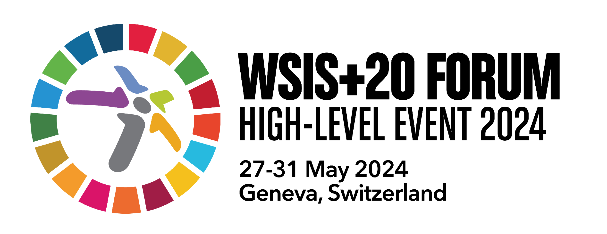 WSIS+20 FORUM
HIGH-LEVEL EVENT 2024
27-31 May 2024
Geneva, Switzerland